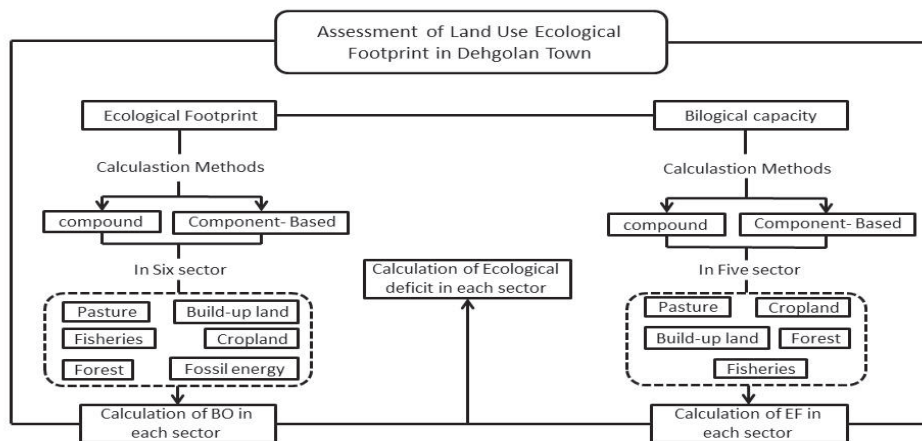 Assessment of Land Use Ecological
Footprint in Dehgolan Town
Ecological Footprint
Bilogical capacity
Calculastion Methods
Calculastion Methods
compound
Component- Based
compound
Component- Based
In Six sector
Calculation of Ecological
deficit in each sector
In Five sector
Pasture
Build-up land
Fisheries
Cropland
Forest
Fossil energy
Pasture
Cropland
Build-up land
Forest
Fisheries
Calculation of BO in
each sector
Calculation of EF in
each sector